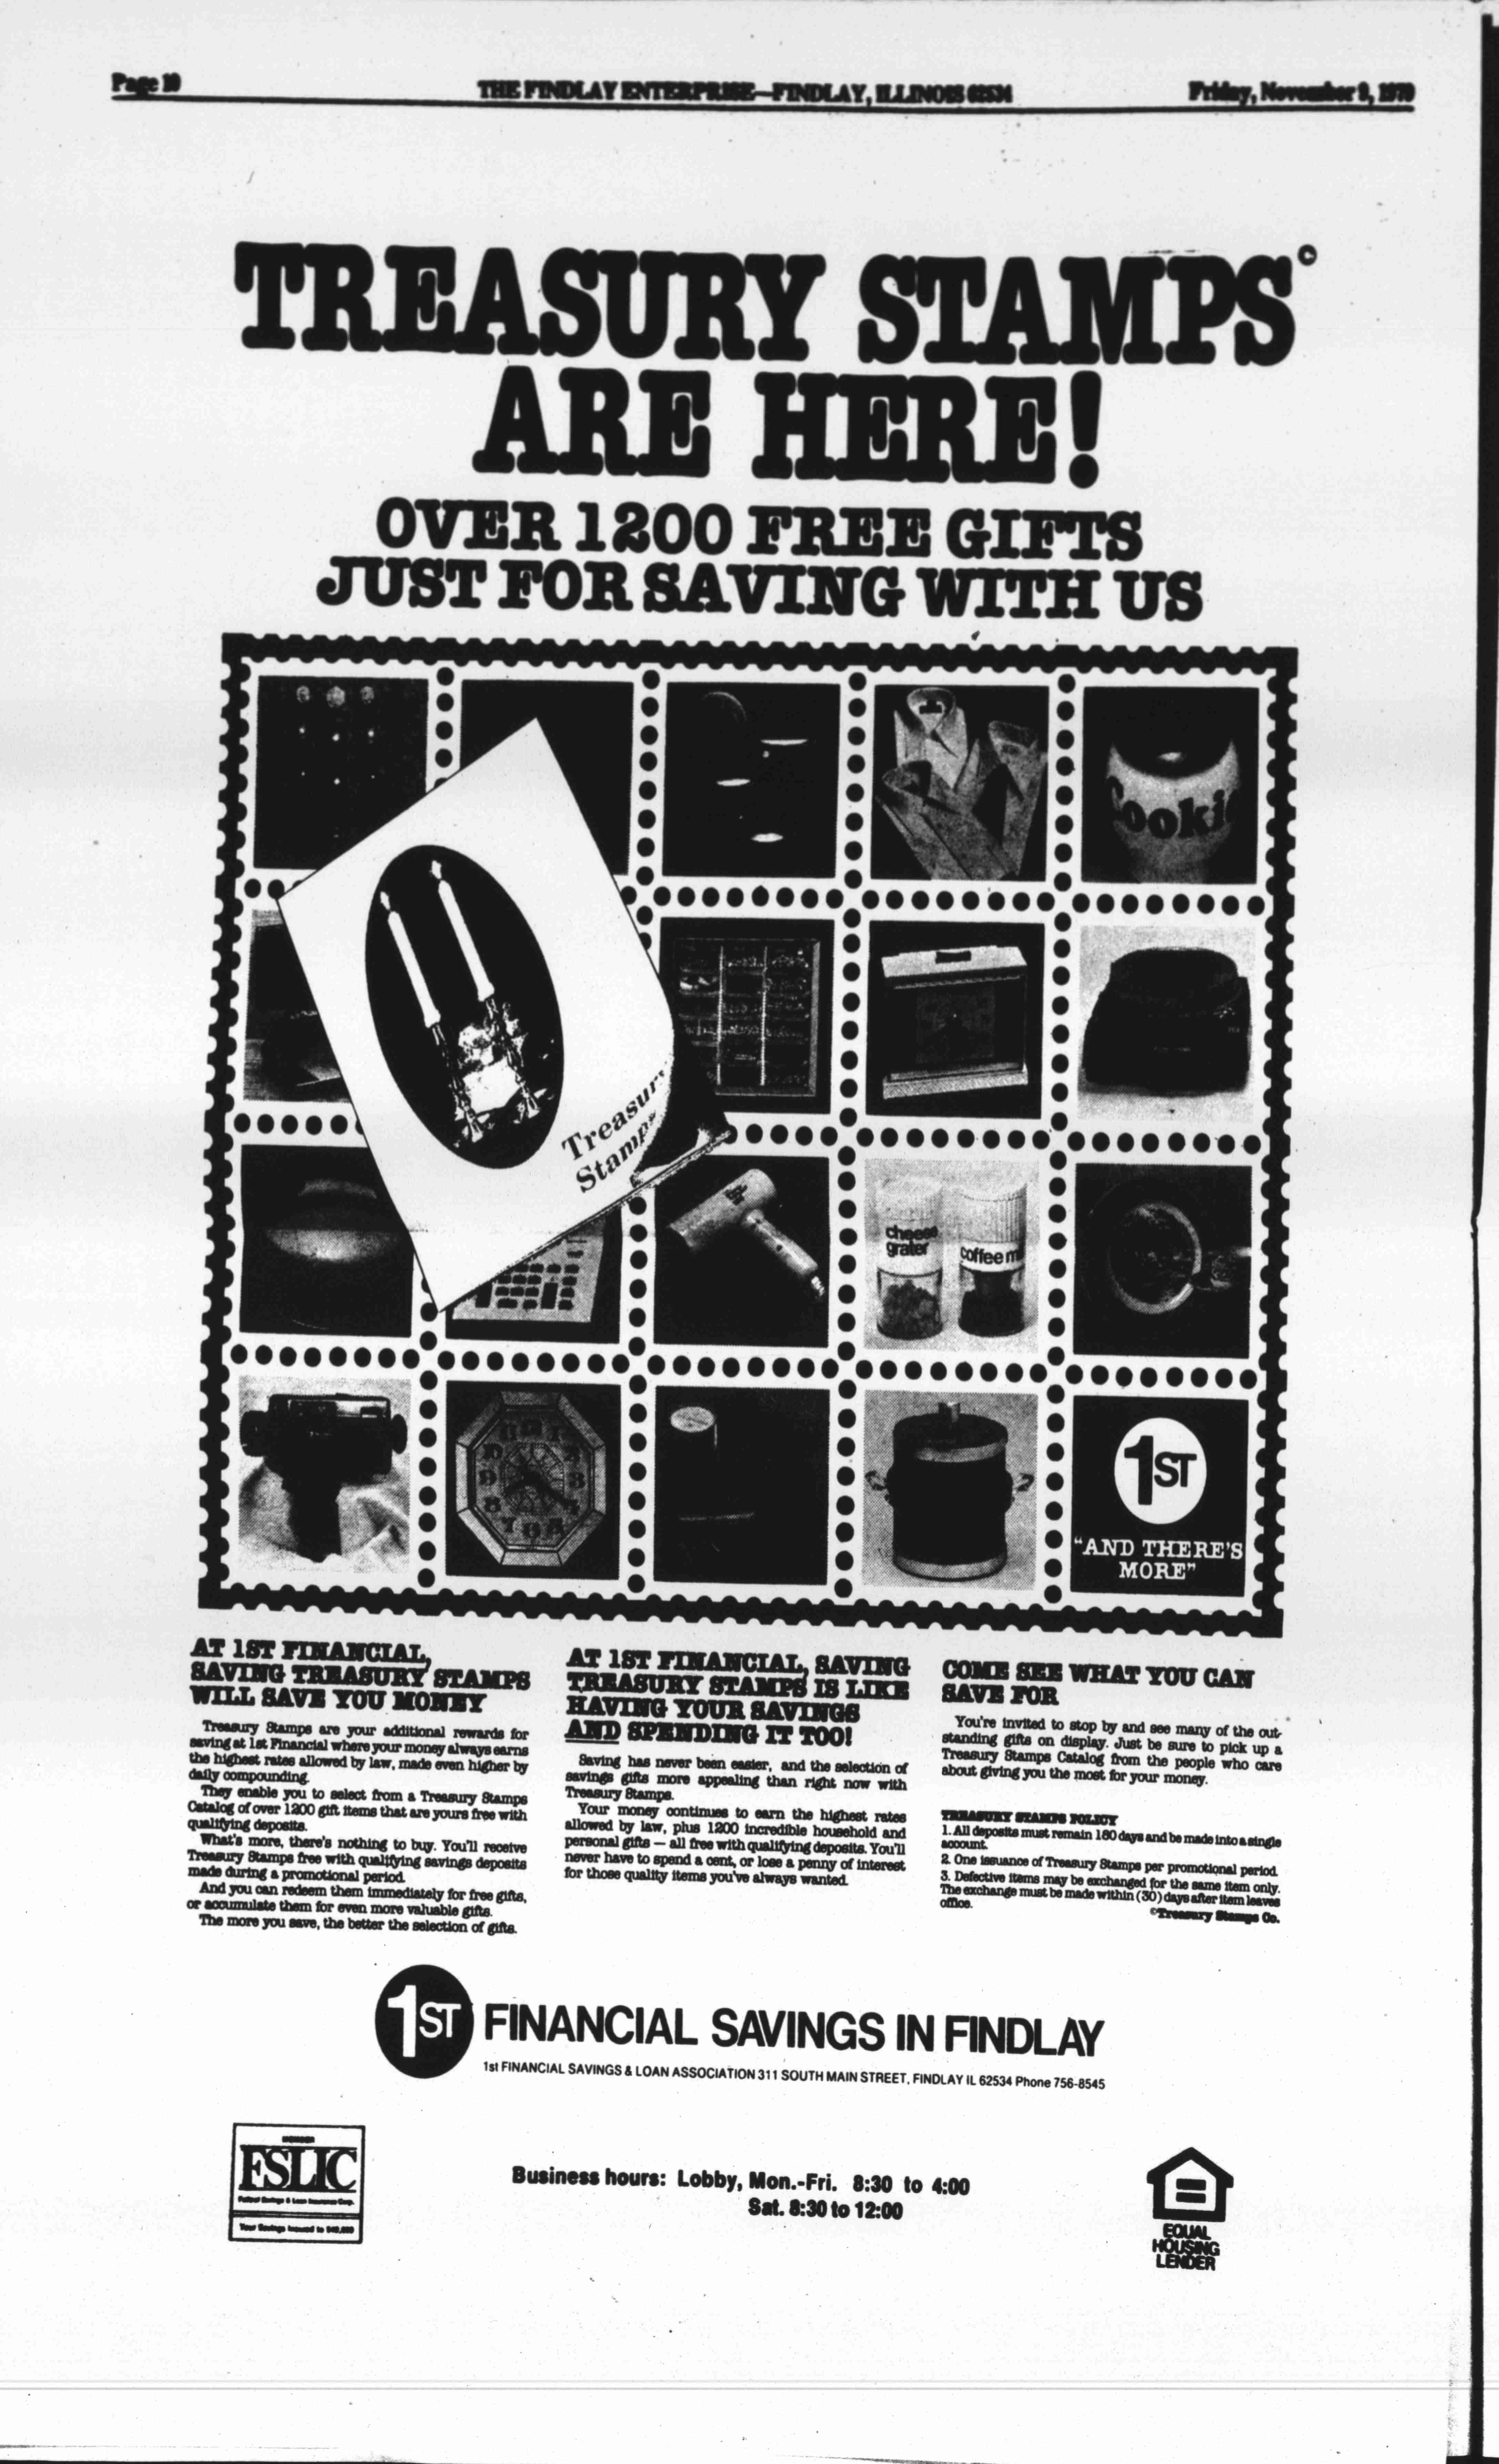 Page 10
THE FINDLAY ENTERPRISE—FINDLAY, ILLINOIS 62534
Friday, November 9, 1979
TREASURY STAMPS©
ARE HERE!
OVER 1200 FREE GIFTS
JUST FOR SAVING WITH US
Cookie
Treasury
Stamps
cheese
grater
coffee m
"AND THERE'S
MORE"
1ST
AT 1ST FINANCIAL,
SAVING TREASURY STAMPS
WILL SAVE YOU MONEY
Treasury Stamps are your additional rewards for
saving at 1st Financial where your money always earns
the highest rates allowed by law, made even higher by
daily compounding.
They enable you to select from a Treasury Stamps
Catalog of over 1200 gift items that are yours free with
qualifying deposits.
What's more, there's nothing to buy. You'll receive
Treasury Stamps free with qualifying savings deposits
made during a promotional period.
And you can redeem them immediately for free gifts,
or accumulate them for even more valuable gifts.
The more you save, the better the selection of gifts.
AT 1ST FINANCIAL, SAVING
TREASURY STAMPS IS LIKE
HAVING YOUR SAVINGS
AND SPENDING IT TOO!
Saving has never been easier, and the selection of
savings gifts more appealing than right now with
Treasury Stamps.
Your money continues to earn the highest rates
allowed by law, plus 1200 incredible household and
personal gifts — all free with qualifying deposits. You'll
never have to spend a cent, or lose a penny of interest
for those quality items you've always wanted.
COME SEE WHAT YOU CAN
SAVE FOR
You're invited to stop by and see many of the out-
standing gifts on display. Just be sure to pick up a
Treasury Stamps Catalog from the people who care
about giving you the most for your money.
TREASURY STAMPS POLICY
1. All deposits must remain 180 days and be made into a single
account.
2. One issuance of Treasury Stamps per promotional period.
3. Defective items may be exchanged for the same item only.
The exchange must be made within (30) days after item leaves
office.
©Treasury Stamps Co.
1ST FINANCIAL SAVINGS IN FINDLAY
1st FINANCIAL SAVINGS & LOAN ASSOCIATION 311 SOUTH MAIN STREET, FINDLAY IL 62534 Phone 756-8545
MEMBER
FSLIC
Federal Savings & Loan Insurance Corp.
Your Savings Insured to $40,000
Business hours: Lobby, Mon.-Fri. 8:30 to 4:00
Sat. 8:30 to 12:00
EQUAL
HOUSING
LENDER